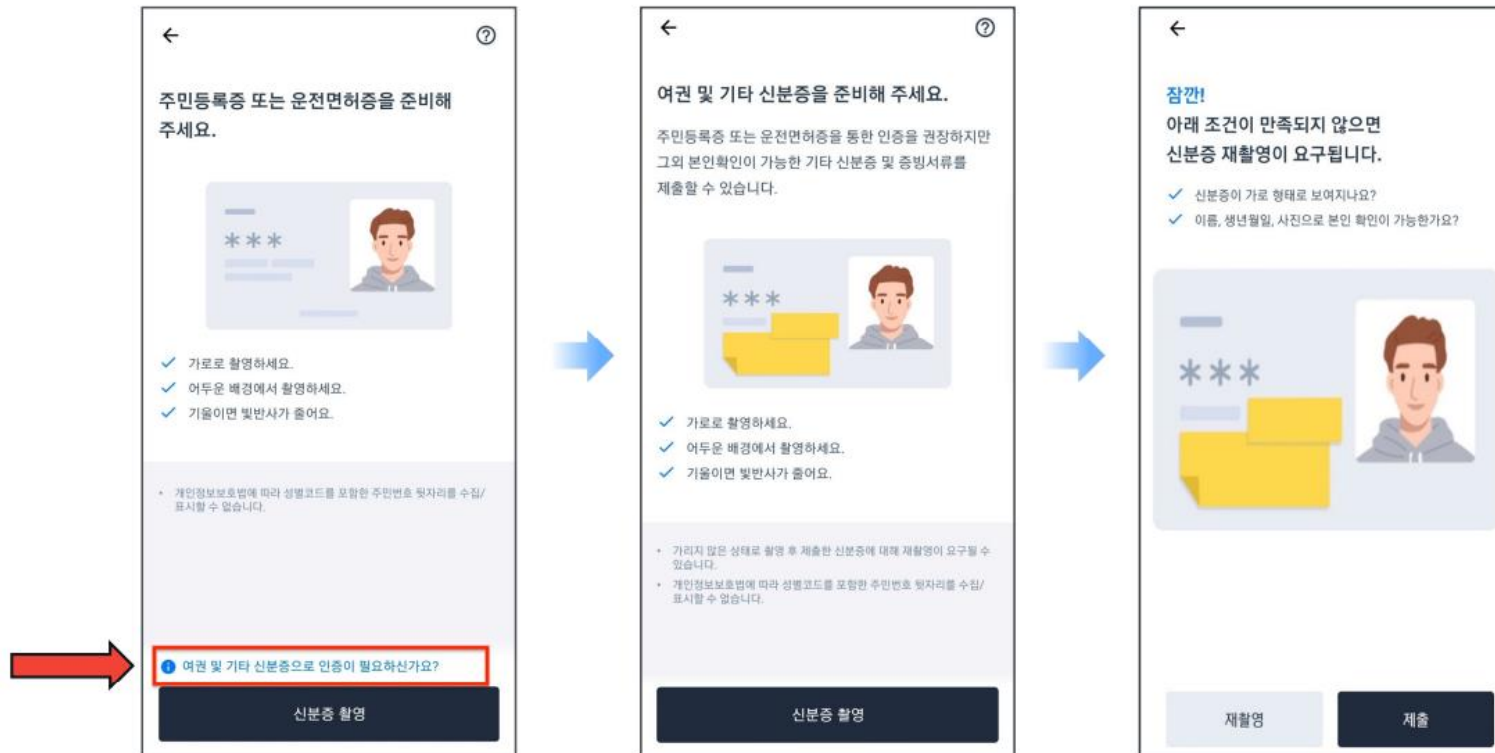 주민등록증 또는 운전면허증을 준비해
주세요.
***
가로로 촬영하세요.
어두운 배경에서 촬영하세요.
기울이면 빛반사가 줄어요.
• 개인정보보호법에 따라 성별코드를 포함한 주민번호 뒷자리를 수집/
표시할 수 없습니다.
여권 및 기타 신분증으로 인증이 필요하신가요?
신분증 촬영
여권 및 기타 신분증을 준비해 주세요.
주민등록증 또는 운전면허증을 통한 인증을 권장하지만
그외 본인확인이 가능한 기타 신분증 및 증빙서류를
제출할 수 있습니다.
***
가로로 촬영하세요.
어두운 배경에서 촬영하세요.
기울이면 빛반사가 줄어요.
• 가리지 않은 상태로 촬영 후 제출한 신분증에 대해 재촬영이 요구될 수
있습니다.
• 개인정보보호법에 따라 성별코드를 포함한 주민번호 뒷자리를 수집/
표시할 수 없습니다.
신분증 촬영
잠깐!
아래 조건이 만족되지 않으면
신분증 재촬영이 요구됩니다.
신분증이 가로 형태로 보여지나요?
이름, 생년월일, 사진으로 본인 확인이 가능한가요?
***
재촬영
제출